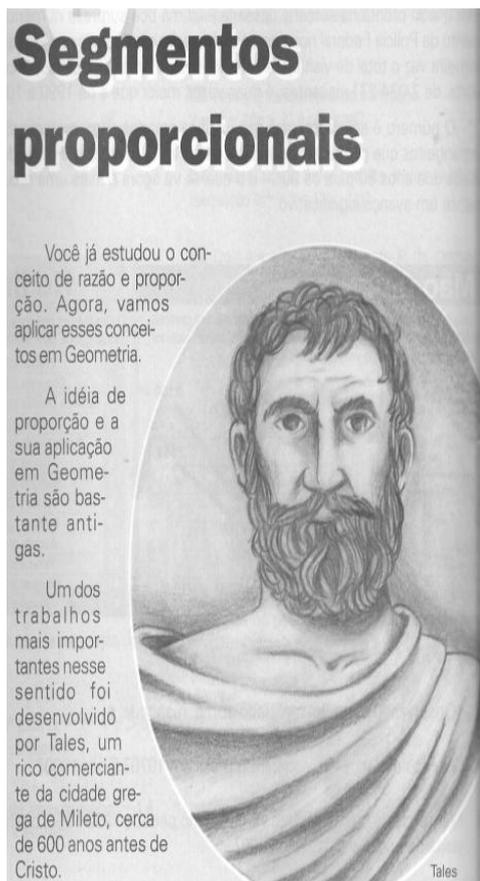 Segmentos
proporcionais
Você já estudou o con-
ceito de razão e propor-
ção. Agora, vamos
aplicar esses concei-
tos em Geometria.
A idéia de
proporção e a
sua aplicação
em Geome-
tria são bas-
tante anti-
gas.
Um dos
trabalhos
mais impor-
tantes nesse
sentido foi
desenvolvido
por Tales, um
rico comercian-
te da cidade gre-
ga de Mileto, cerca
de 600 anos antes de
Cristo.
Tales